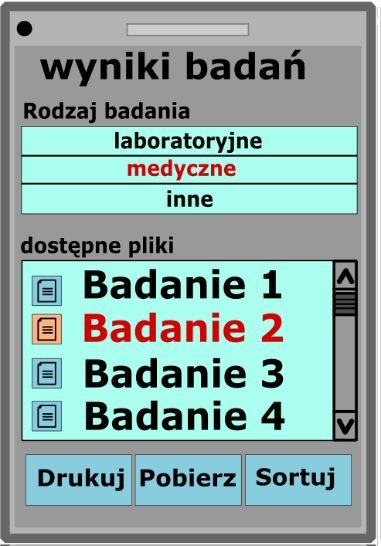 wyniki badań
Rodzaj badania
laboratoryjne
medyczne
inne
dostępne pliki
Badanie 1
Badanie 2
Badanie 3
Badanie 4
Drukuj Pobierz Sortuj